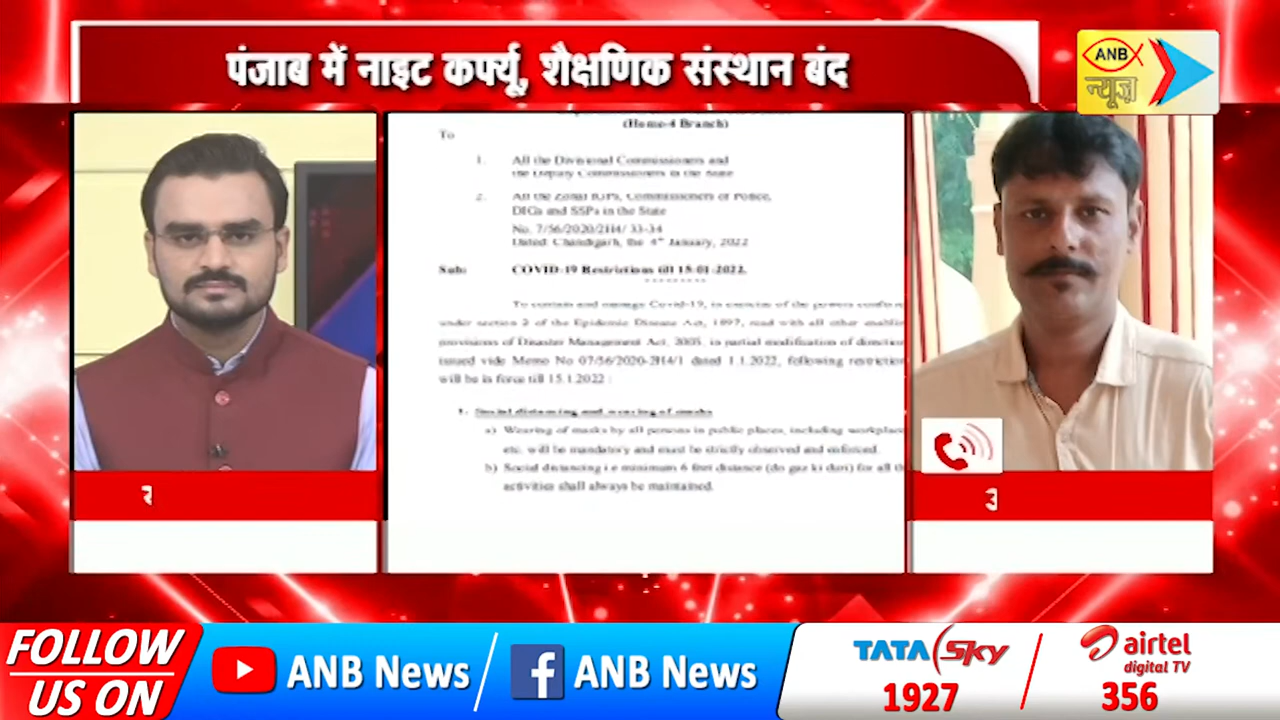 पंजाब में नाइट कर्फ्यू, शैक्षणिक संस्थान बंद
ANB
न्यूज़
(Home-4 Branch)
To
1. All the Divisional Commissioners and
the Deputy Commissioners in the State
2. All the Zonal IGPs, Commissioners of Police,
DIGs and SSPs in the State
No. 7/56/2020/2H4/ 33-34
Dated: Chandigarh, the 4th January, 2022
Sub: COVID-19 Restrictions till 15-01-2022.
To contain and manage Covid-19, in exercise of the powers
under section 2 of the Epidemic Disease Act, 1897, read with all other
provisions of Disaster Management Act, 2005, in partial modification of
issued vide Memo No 07/56/2020-2H4/1 dated 1.1.2022, following
will be in force till 15.1.2022 :
1. Social distancing and wearing of masks
a) Wearing of masks by all persons in public places, including
etc. will be mandatory and must be strictly observed and enforced.
b) Social distancing i.e minimum 6 feet distance (do gaz ki duri) for all
activities shall always be maintained.
FOLLOW
US ON
ANB News
ANB News
TATA Sky
1927
airtel
digital TV
356